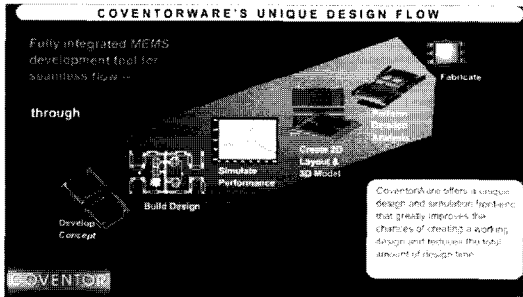 COVENTORWARE'S UNIQUE DESIGN FLOW
Fully integrated MEMS
development tool for
seamless flow --
through
Fabricate
Create 2D
Layout &
3D Model
Simulate
Performance
Build Design
Develop
Concept
CoventorWare offers a unique
design and simulation front-end
that greatly improves the
chances of creating a working
design and reduces the total
amount of design time
COVENTOR